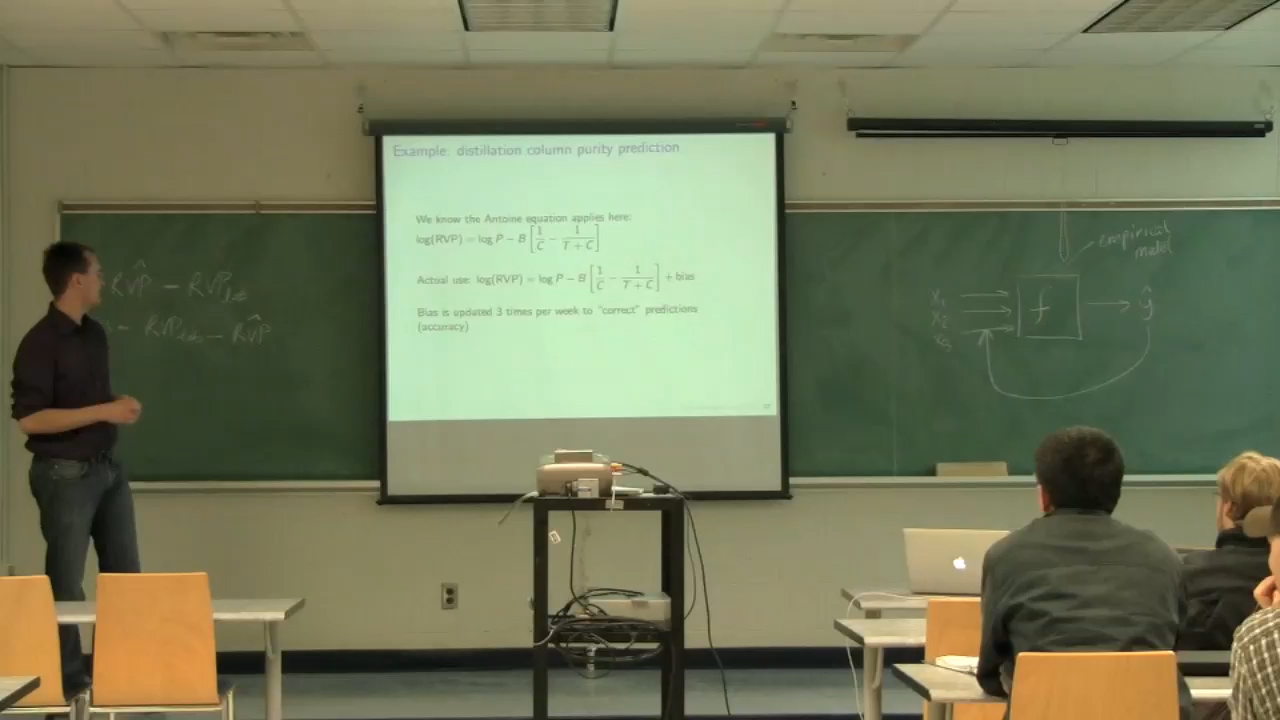 Example: distillation column purity prediction
We know the Antoine equation applies here:
log(RVP) = log P − B [ 1/C − 1/(T + C) ]
Actual use: log(RVP) = log P − B [ 1/C − 1/(T + C) ] + bias
Bias is updated 3 times per week to "correct" predictions
(accuracy)
RVP̂ − RVP
− RVP − RVP̂
empirical
model
x₁
x₂
x₃
f
ŷ